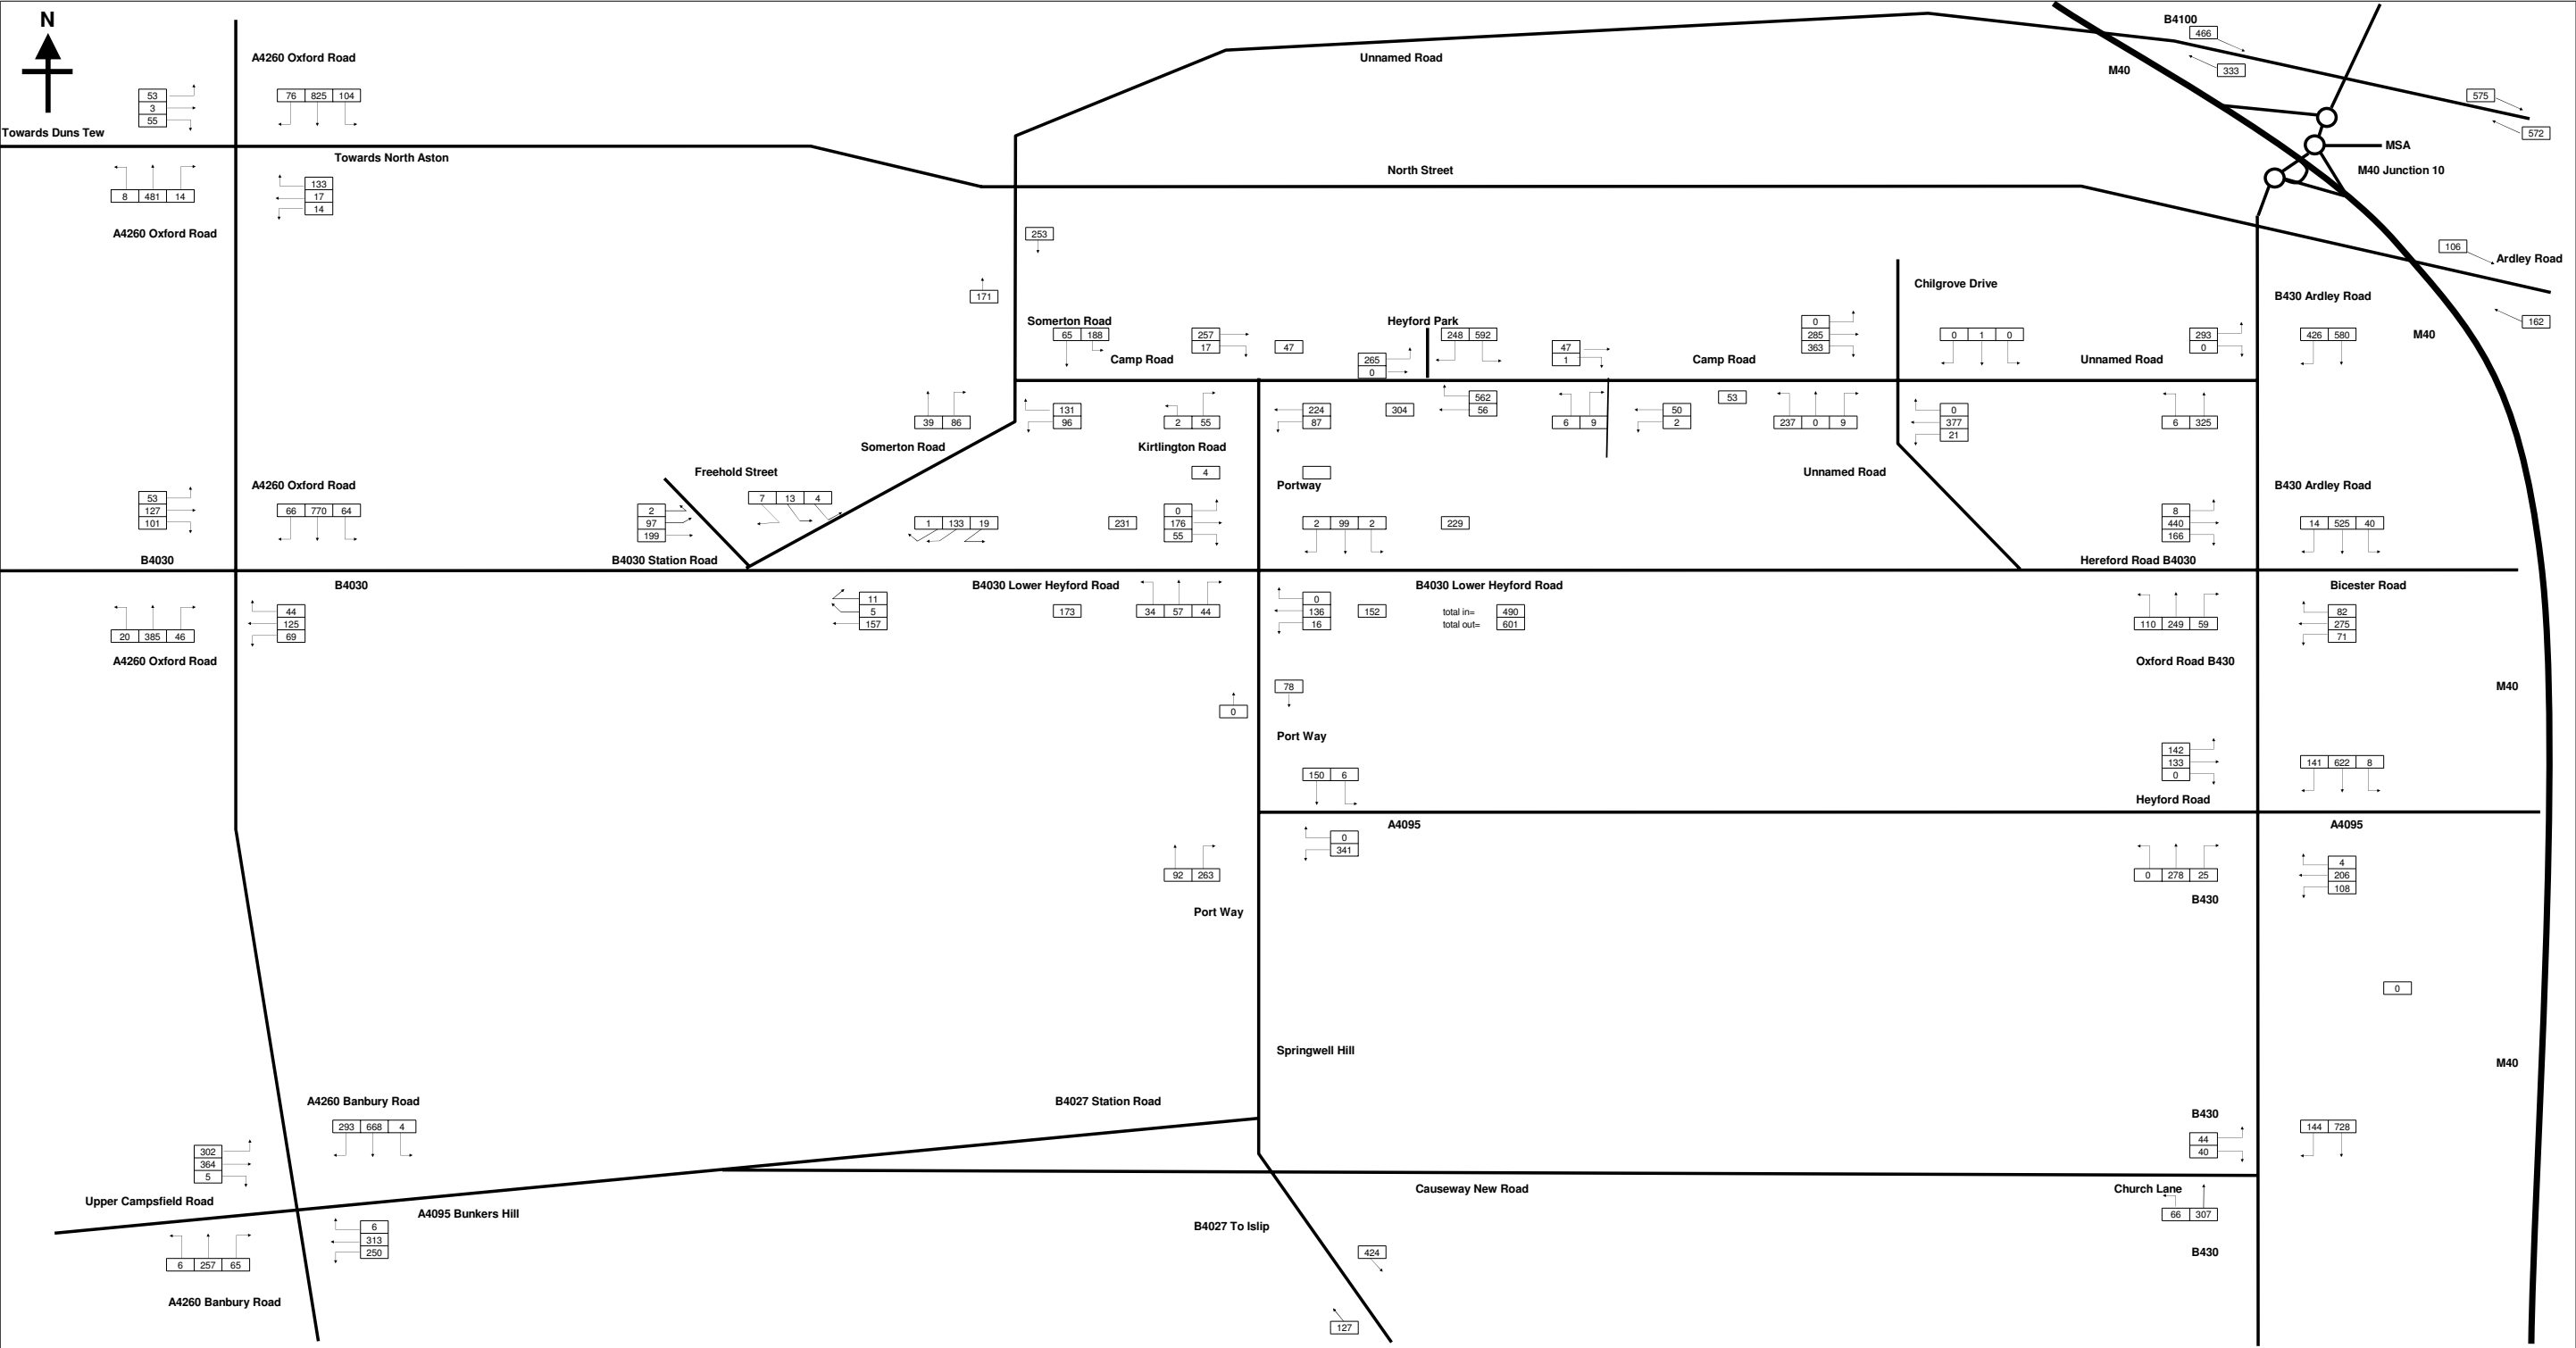 N
B4100
466
A4260 Oxford Road
Unnamed Road
M40
333
53
3
55
76 825 104
575
Towards Duns Tew
572
MSA
Towards North Aston
North Street
M40 Junction 10
8 481 14
133
17
14
A4260 Oxford Road
253
106
Ardley Road
171
Chilgrove Drive
B430 Ardley Road
162
Somerton Road
65 188
Camp Road
257
17
47
Heyford Park
265
0
248 592
47
1
Camp Road
0
285
363
0 1 0
Unnamed Road
293
0
426 580
M40
39 86
131
96
2 55
224
87
304
562
56
6 9
50
2
53
237 0 9
0
377
21
6 325
Somerton Road
Kirtlington Road
Freehold Street
4
Portway
Unnamed Road
A4260 Oxford Road
B430 Ardley Road
53
127
101
66 770 64
2
97
199
7 13 4
1 133 19
231
0
176
55
2 99 2
229
8
440
166
14 525 40
B4030
B4030 Station Road
Hereford Road B4030
B4030
B4030 Lower Heyford Road
B4030 Lower Heyford Road
Bicester Road
20 385 46
44
125
69
11
5
157
173
34 57 44
0
136
16
152
total in= 490
total out= 601
110 249 59
82
275
71
A4260 Oxford Road
Oxford Road B430
78
M40
0
Port Way
150 6
142
133
0
141 622 8
Heyford Road
A4095
A4095
0
341
92 263
0 278 25
4
206
108
Port Way
B430
0
Springwell Hill
M40
A4260 Banbury Road
B4027 Station Road
B430
293 668 4
302
364
5
44
40
144 728
Upper Campsfield Road
Causeway New Road
Church Lane
A4095 Bunkers Hill
66 307
6
313
250
B4027 To Islip
6 257 65
424
B430
A4260 Banbury Road
127